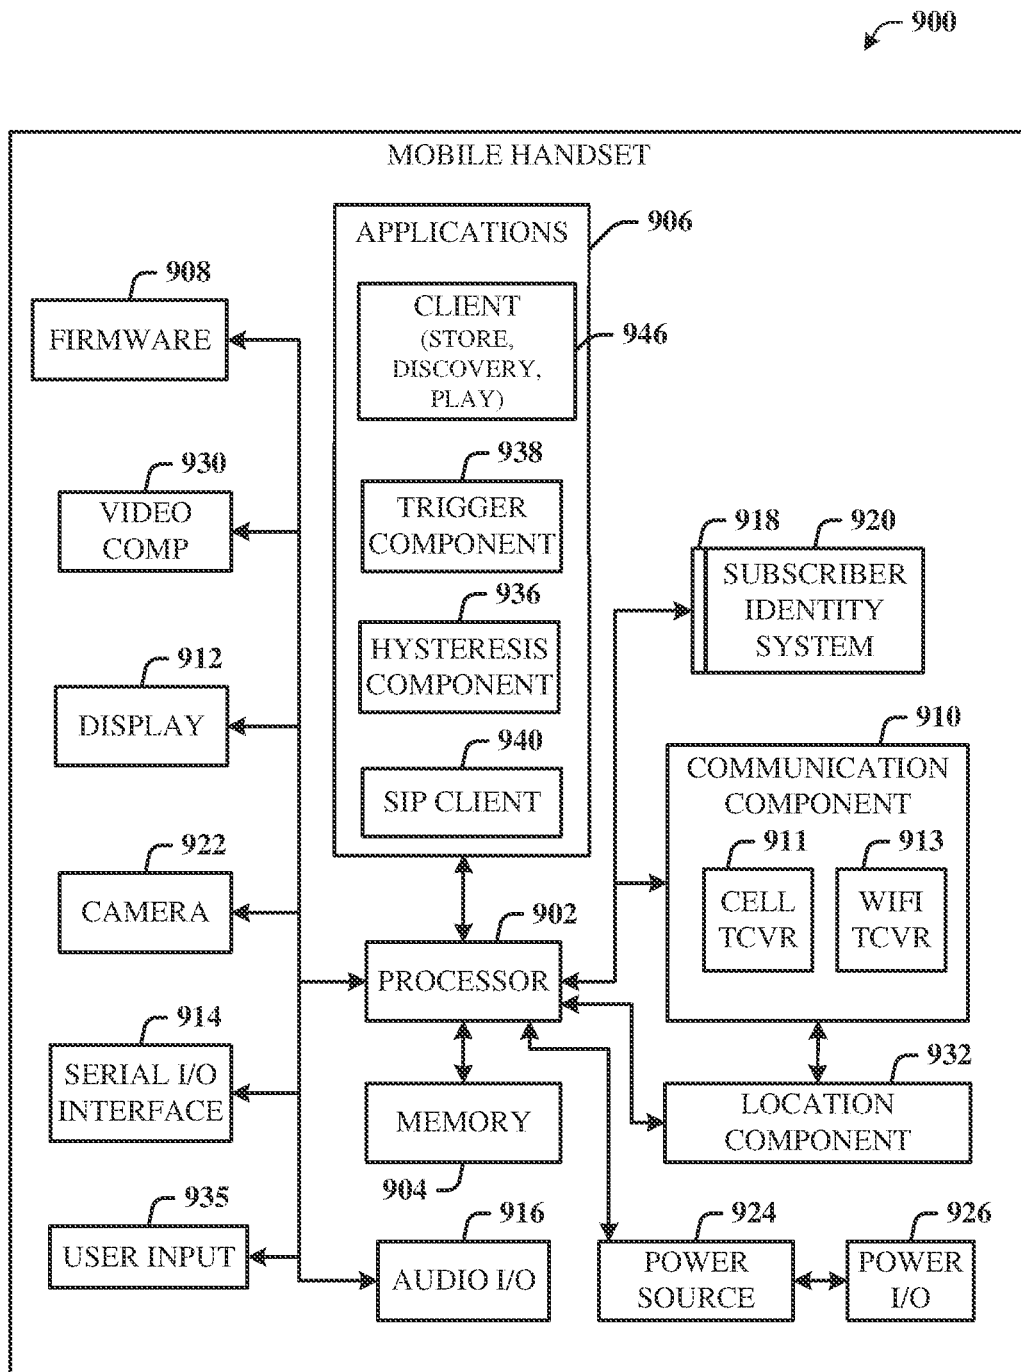 900
MOBILE HANDSET
906
APPLICATIONS
946
CLIENT
(STORE,
DISCOVERY,
PLAY)
938
TRIGGER
COMPONENT
936
HYSTERESIS
COMPONENT
940
SIP CLIENT
908
FIRMWARE
930
VIDEO
COMP
912
DISPLAY
922
CAMERA
914
SERIAL I/O
INTERFACE
935
USER INPUT
902
PROCESSOR
MEMORY
904
916
AUDIO I/O
918
920
SUBSCRIBER
IDENTITY
SYSTEM
910
COMMUNICATION
COMPONENT
911
CELL
TCVR
913
WIFI
TCVR
932
LOCATION
COMPONENT
924
POWER
SOURCE
926
POWER
I/O